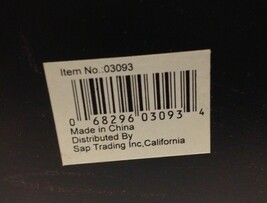 Item No.:03093
0 68296 03093 4
Made in China
Distributed By
Sap Trading Inc,California